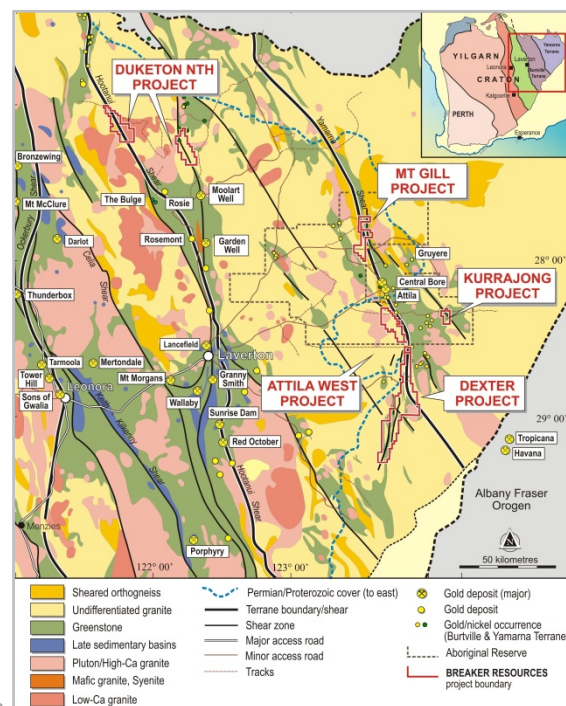 YILGARN
CRATON
Leonora
Laverton
Kalgoorlie
Yamarna
Terrane
Burtville
Terrane
PERTH
Esperance
DUKETON NTH
PROJECT
Hootanui
Yamarna
Shear
MT GILL
PROJECT
Bronzewing
Shear
Mt McClure
The Bulge
Rosie
Moolart
Well
Ockerbury
Darlot
Celia
Shear
Rosemont
Garden
Well
Gruyere
28° 00'
Central Bore
Attila
KURRAJONG
PROJECT
Thunderbox
Lancefield
Laverton
Tarmoola
Mertondale
Tower
Hill
Leonora
Mt Morgans
Granny
Smith
Sons of
Gwalia
Wallaby
ATTILA WEST
PROJECT
DEXTER
PROJECT
Sunrise Dam
29° 00'
Red October
Tropicana
Havana
Keith
Kilkenny
Shear
Hootanui
Shear
Albany Fraser
Orogen
Menzies
122° 00'
123° 00'
Porphyry
50 kilometres
Sheared orthogneiss
Undifferentiated granite
Greenstone
Late sedimentary basins
Pluton/High-Ca granite
Mafic granite, Syenite
Low-Ca granite
Permian/Proterozoic cover (to east)
Terrane boundary/shear
Shear zone
Major access road
Minor access road
Tracks
Gold deposit (major)
Gold deposit
Gold/nickel occurrence
(Burtville & Yamarna Terrane)
Aboriginal Reserve
BREAKER RESOURCES
project boundary